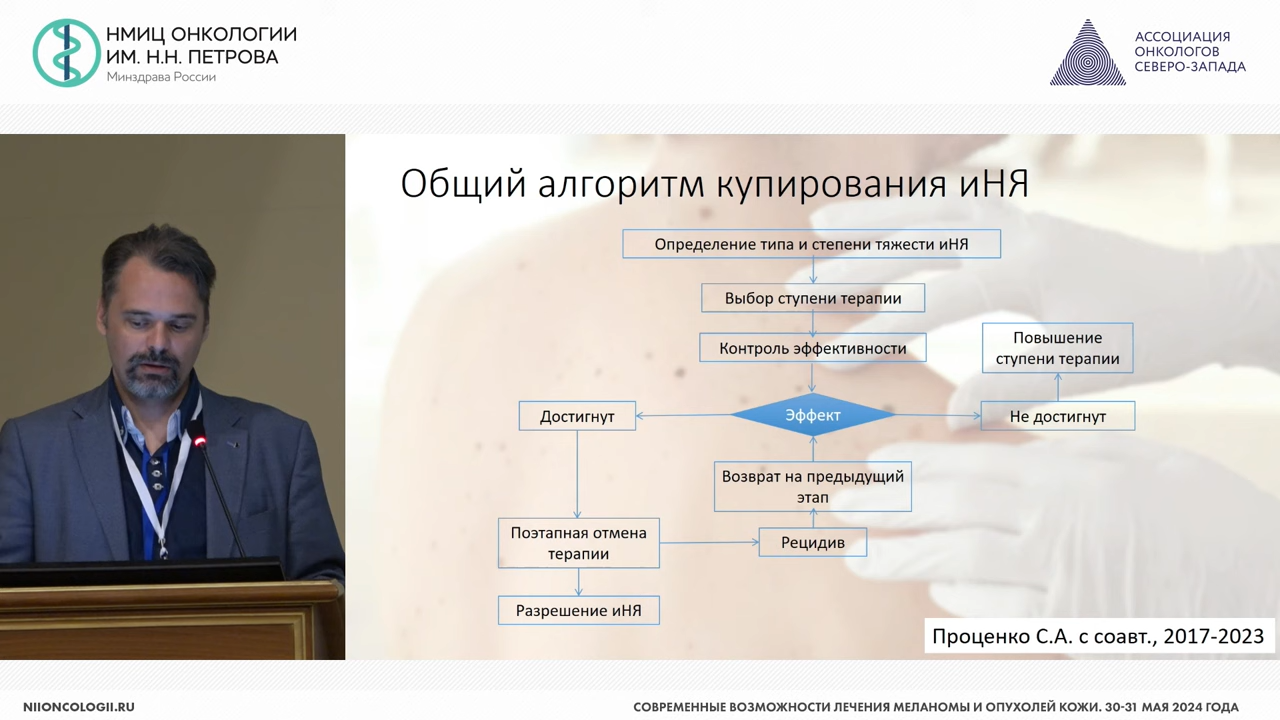 НМИЦ ОНКОЛОГИИ
ИМ. Н.Н. ПЕТРОВА
Минздрава России
АССОЦИАЦИЯ
ОНКОЛОГОВ
СЕВЕРО-ЗАПАДА
Общий алгоритм купирования иНЯ
Определение типа и степени тяжести иНЯ
Выбор ступени терапии
Контроль эффективности
Повышение
ступени терапии
Достигнут
Эффект
Не достигнут
Возврат на предыдущий
этап
Поэтапная отмена
терапии
Рецидив
Разрешение иНЯ
Проценко С.А. с соавт., 2017-2023
NIIONCOLOGII.RU
СОВРЕМЕННЫЕ ВОЗМОЖНОСТИ ЛЕЧЕНИЯ МЕЛАНОМЫ И ОПУХОЛЕЙ КОЖИ. 30-31 МАЯ 2024 ГОДА